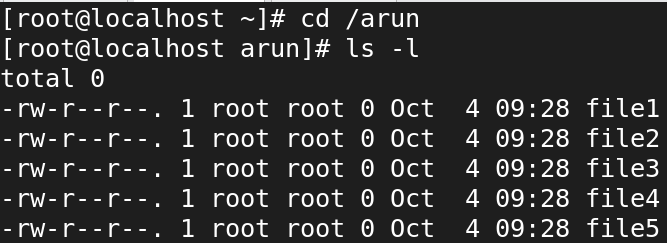 [root@localhost ~]# cd /arun
[root@localhost arun]# ls -l
total 0
-rw-r--r--. 1 root root 0 Oct  4 09:28 file1
-rw-r--r--. 1 root root 0 Oct  4 09:28 file2
-rw-r--r--. 1 root root 0 Oct  4 09:28 file3
-rw-r--r--. 1 root root 0 Oct  4 09:28 file4
-rw-r--r--. 1 root root 0 Oct  4 09:28 file5